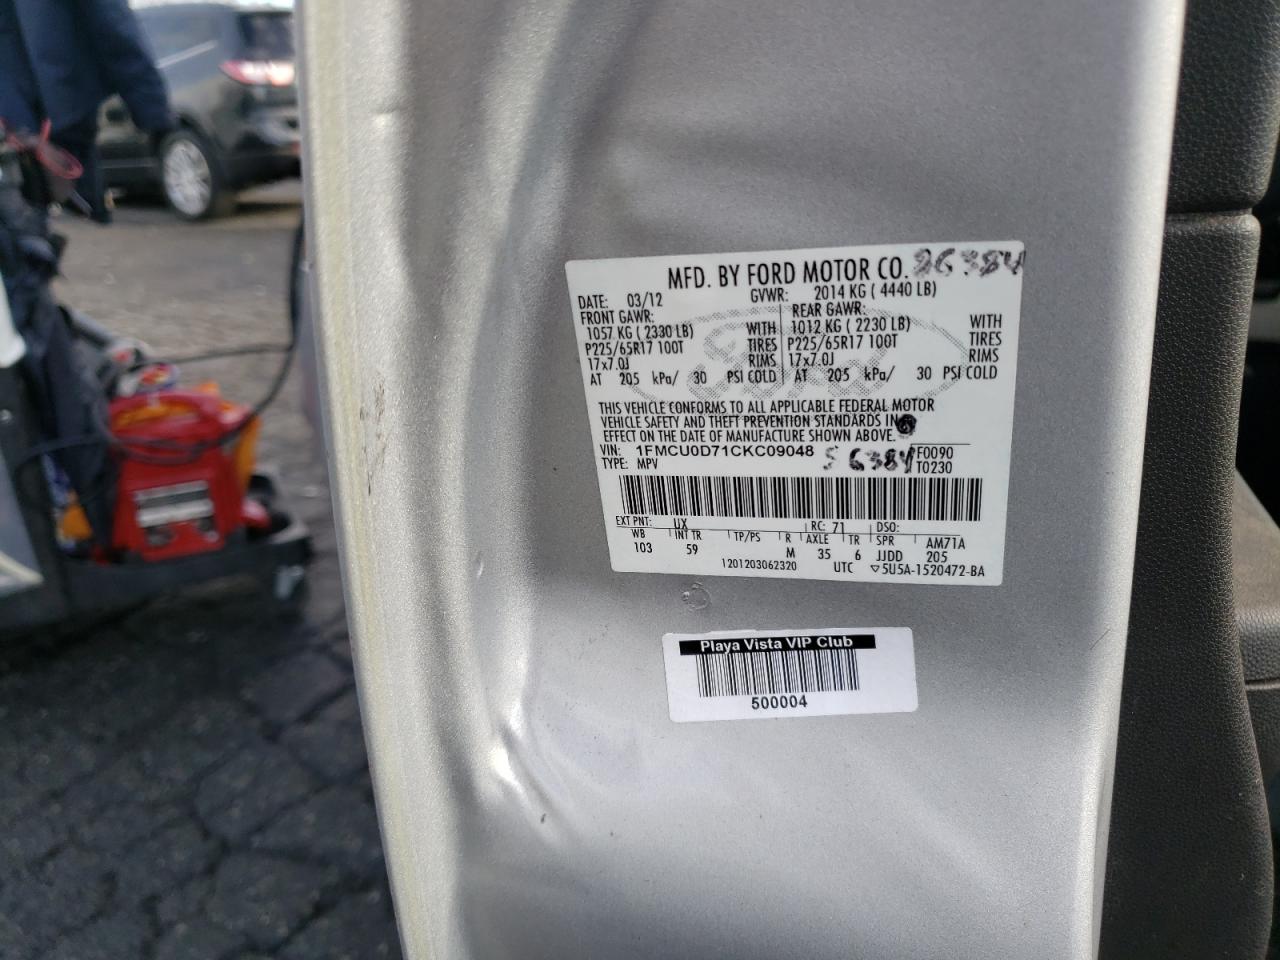 MFD. BY FORD MOTOR CO. 86384
DATE: 03/12 GVWR: 2014 KG ( 4440 LB)
FRONT GAWR: REAR GAWR:
1057 KG ( 2330 LB) WITH 1012 KG ( 2230 LB) WITH
P225/65R17 100T TIRES P225/65R17 100T TIRES
17x7.0J RIMS 17x7.0J RIMS
AT 205 kPa/ 30 PSI COLD AT 205 kPa/ 30 PSI COLD
THIS VEHICLE CONFORMS TO ALL APPLICABLE FEDERAL MOTOR
VEHICLE SAFETY AND THEFT PREVENTION STANDARDS IN
EFFECT ON THE DATE OF MANUFACTURE SHOWN ABOVE.
VIN: 1FMCU0D71CKC09048 F0090
TYPE: MPV 6384 T0230
EXT PNT: UX RC: 71 DSO:
WB INT TR TP/PS R AXLE TR SPR AM71A
103 59 M 35 6 JJDD 205
1201203062320 UTC ▽5U5A-1520472-BA
Playa Vista VIP Club
500004